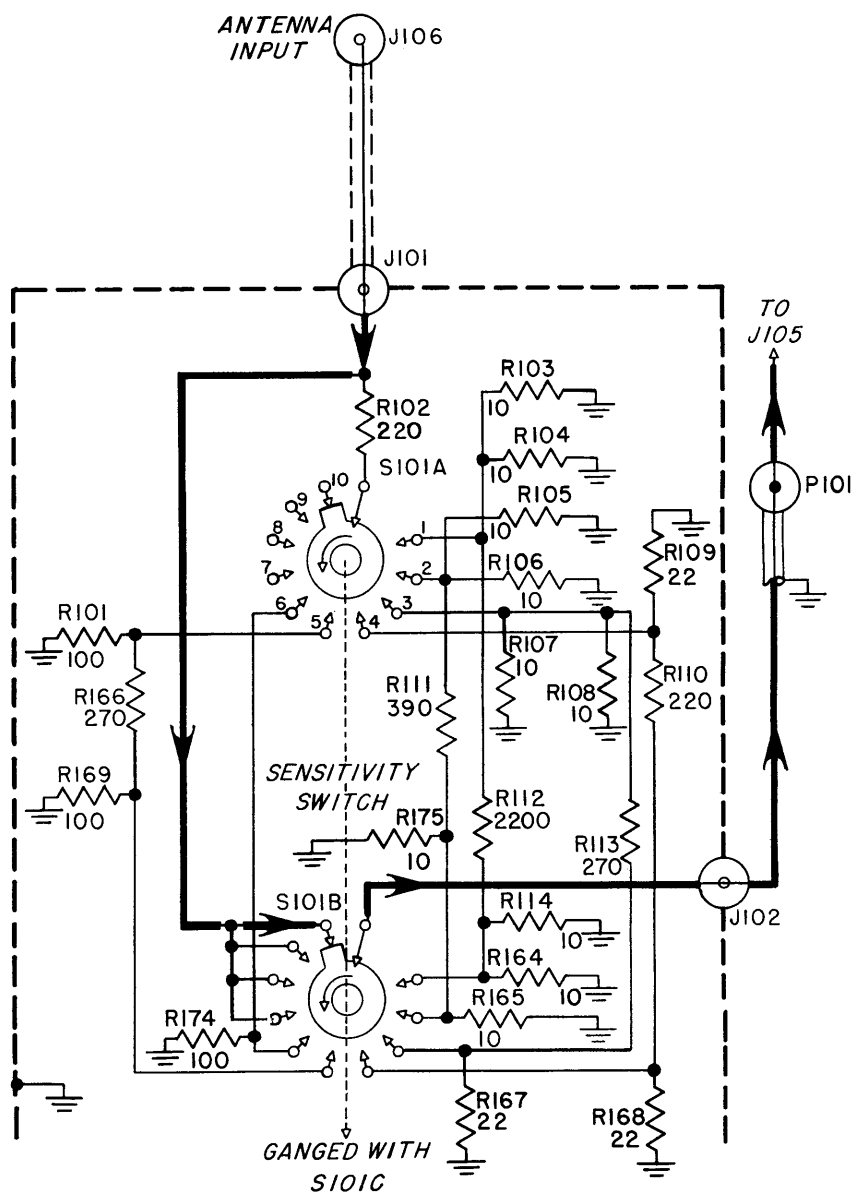 ANTENNA
INPUT
J106
J101
TO
J105
R103
10
R102
220
R104
10
S101A
10
9
8
7
6
5
4
3
2
1
R105
10
P101
R106
10
R109
22
R101
100
R107
10
R108
10
R110
220
R166
270
R111
390
R169
100
SENSITIVITY
SWITCH
R112
2200
R175
10
R113
270
S101B
R114
10
J102
R164
10
R165
10
R174
100
R167
22
R168
22
GANGED WITH
S101C